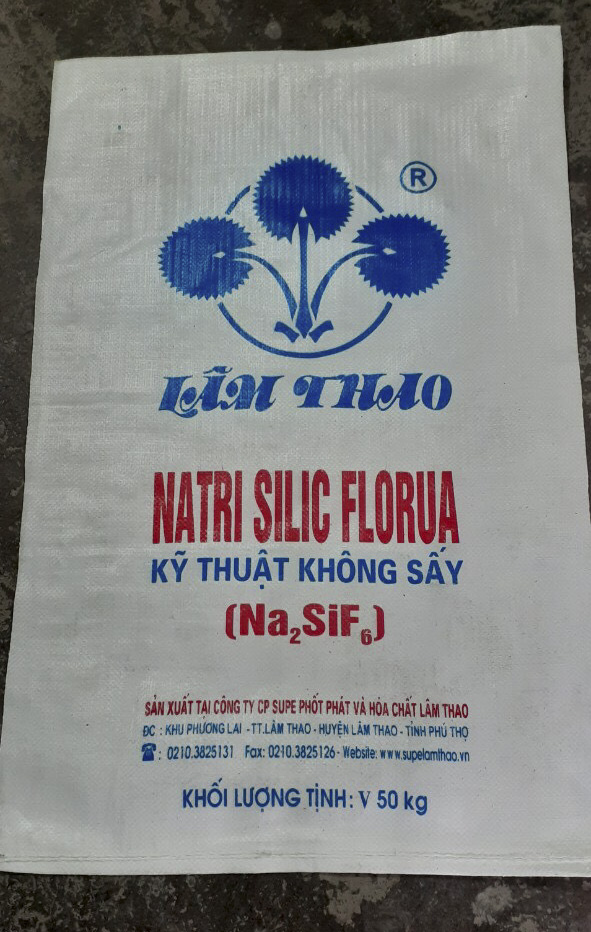 ®
LÂM THAO
NATRI SILIC FLORUA
KỸ THUẬT KHÔNG SẤY
(Na₂SiF₆)
SẢN XUẤT TẠI CÔNG TY CP SUPE PHỐT PHÁT VÀ HÓA CHẤT LÂM THAO
ĐC : KHU PHƯƠNG LAI - TT.LÂM THAO - HUYỆN LÂM THAO - TỈNH PHÚ THỌ
☎ : 0210.3825131 Fax: 0210.3825126 - Website: www.supelamthao.vn
KHỐI LƯỢNG TỊNH: V 50 kg